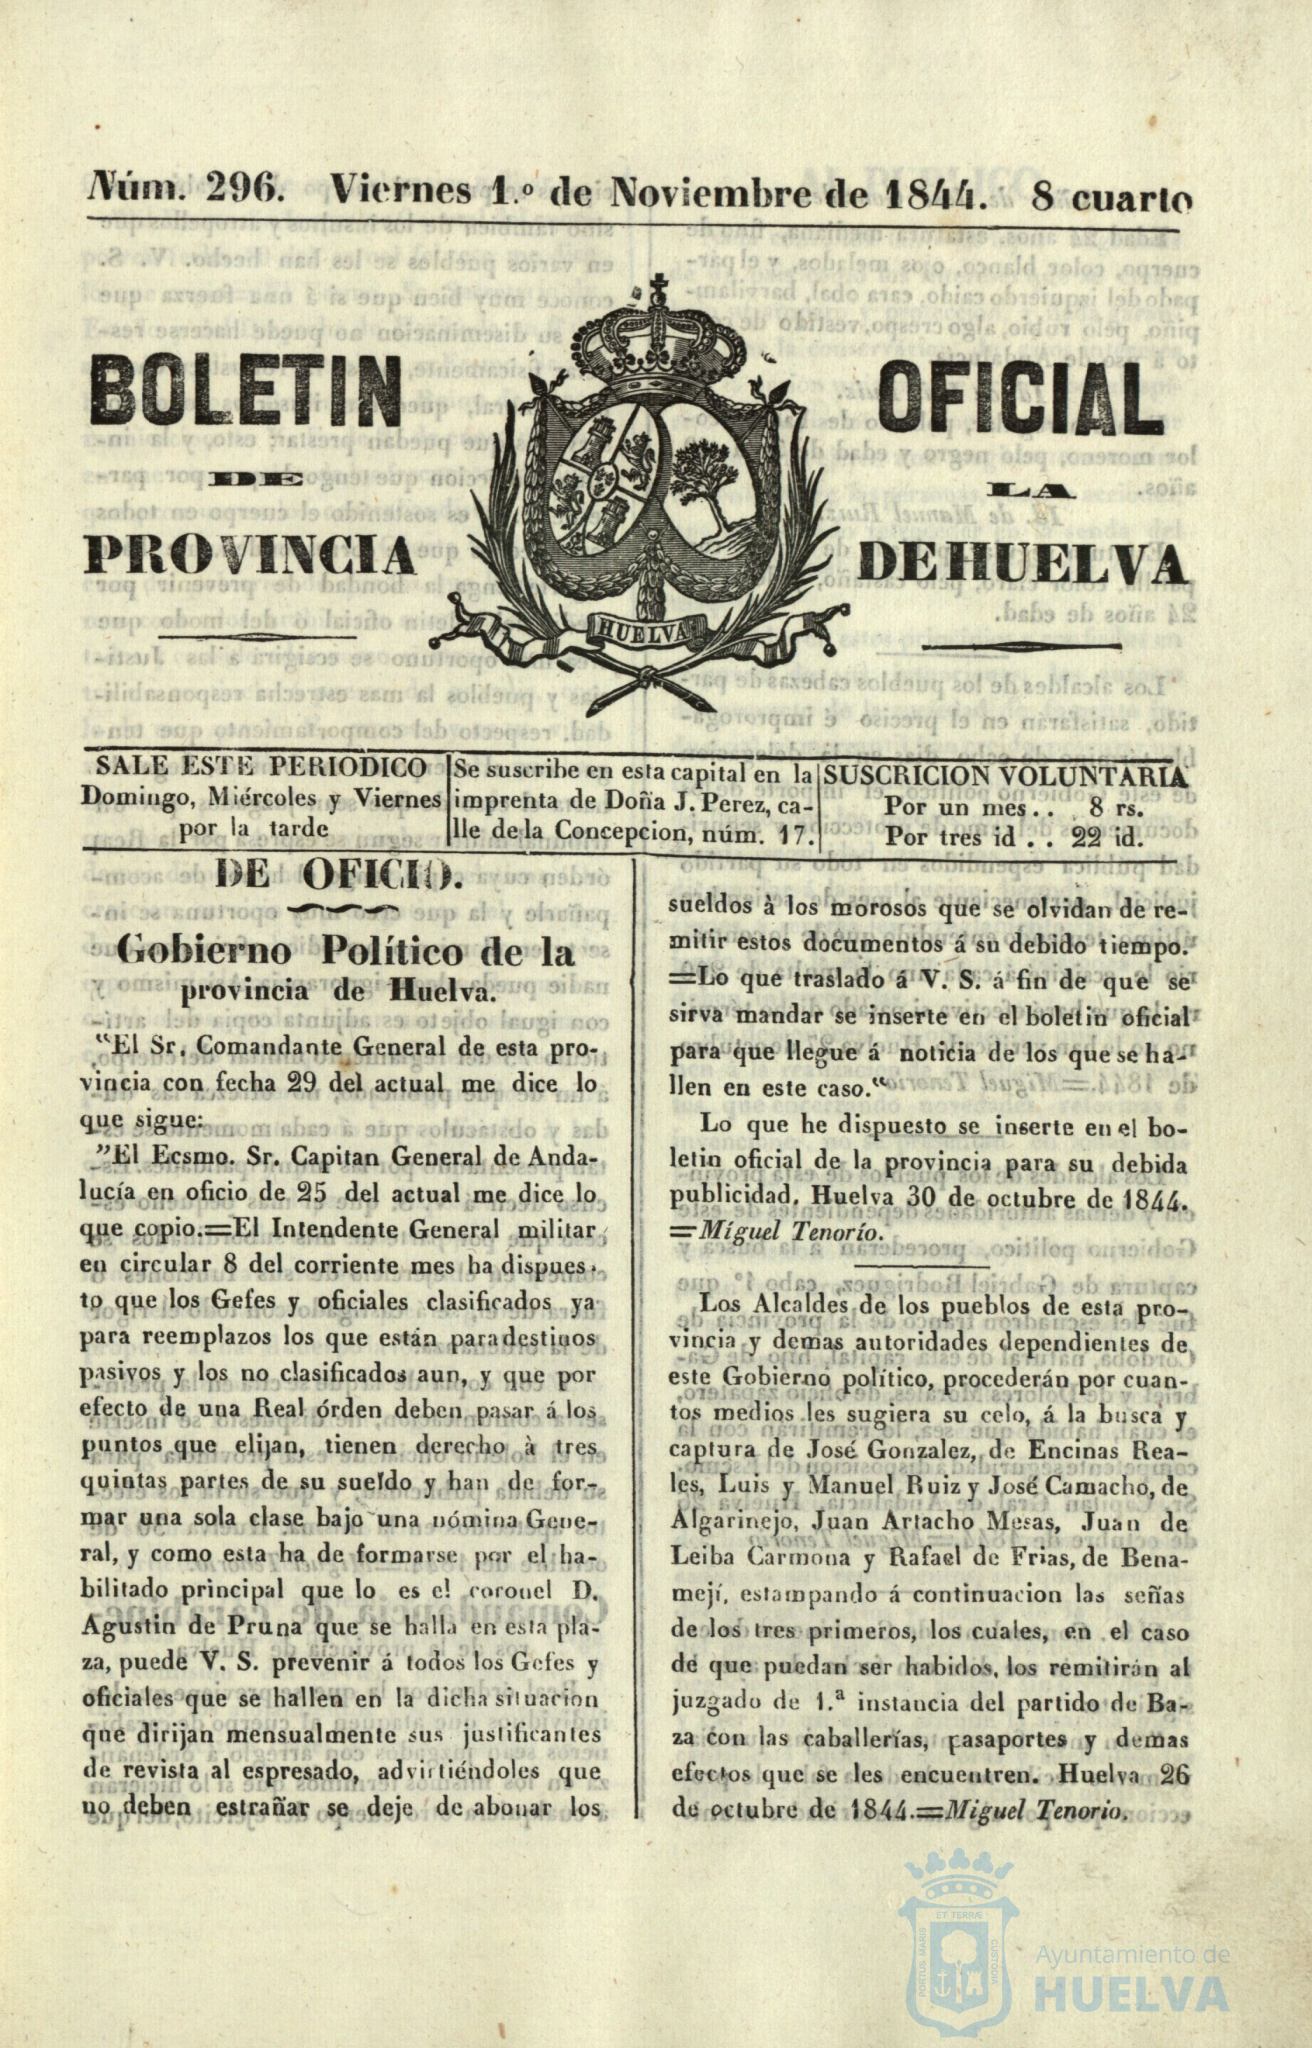 Núm. 296. Viernes 1.º de Noviembre de 1844. 8 cuarto
BOLETIN OFICIAL
DE LA
PROVINCIA DE HUELVA
HUELVA
SALE ESTE PERIODICO
Domingo, Miércoles y Viernes
por la tarde
Se suscribe en esta capital en la
imprenta de Doña J. Perez, ca-
lle de la Concepcion, núm. 17.
SUSCRICION VOLUNTARIA
Por un mes . . 8 rs.
Por tres id . . 22 id.
DE OFICIO.
Gobierno Político de la
provincia de Huelva.
“El Sr. Comandante General de esta pro-
vincia con fecha 29 del actual me dice lo
que sigue:
”El Ecsmo. Sr. Capitan General de Anda-
lucía en oficio de 25 del actual me dice lo
que copio.=El Intendente General militar
en circular 8 del corriente mes ha dispues-
to que los Gefes y oficiales clasificados ya
para reemplazos los que están para destinos
pasivos y los no clasificados aun, y que por
efecto de una Real órden deben pasar á los
puntos que elijan, tienen derecho à tres
quintas partes de su sueldo y han de for-
mar una sola clase bajo una nómina Gene-
ral, y como esta ha de formarse por el ha-
bilitado principal que lo es el coronel D.
Agustin de Pruna que se halla en esta pla-
za, puede V. S. prevenir á todos los Gefes y
oficiales que se hallen en la dicha situacion
que dirijan mensualmente sus justificantes
de revista al espresado, advirtiéndoles que
no deben estrañar se deje de abonar los
sueldos à los morosos que se olvidan de re-
mitir estos documentos á su debido tiempo.
=Lo que traslado á V. S. á fin de que se
sirva mandar se inserte en el boletin oficial
para que llegue á noticia de los que se ha-
llen en este caso.“
Lo que he dispuesto se inserte en el bo-
letin oficial de la provincia para su debida
publicidad. Huelva 30 de octubre de 1844.
=Míguel Tenorío.
Los Alcaldes de los pueblos de esta pro-
vincia y demas autoridades dependientes de
este Gobierno político, procederán por cuan-
tos medios les sugiera su celo, á la busca y
captura de José Gonzalez, de Encinas Rea-
les, Luis y Manuel Ruiz y José Camacho, de
Algarinejo, Juan Artacho Mesas, Juan de
Leiba Carmona y Rafael de Frias, de Bena-
mejí, estampando á continuacion las señas
de los tres primeros, los cuales, en el caso
de que puedan ser habidos, los remitirán al
juzgado de 1.ª instancia del partido de Ba-
za con las caballerías, pasaportes y demas
efectos que se les encuentren. Huelva 26
de octubre de 1844.=Miguel Tenorio.
ET TERRÆ
PORTUS MARIS
CUSTODIA
Ayuntamiento de
HUELVA